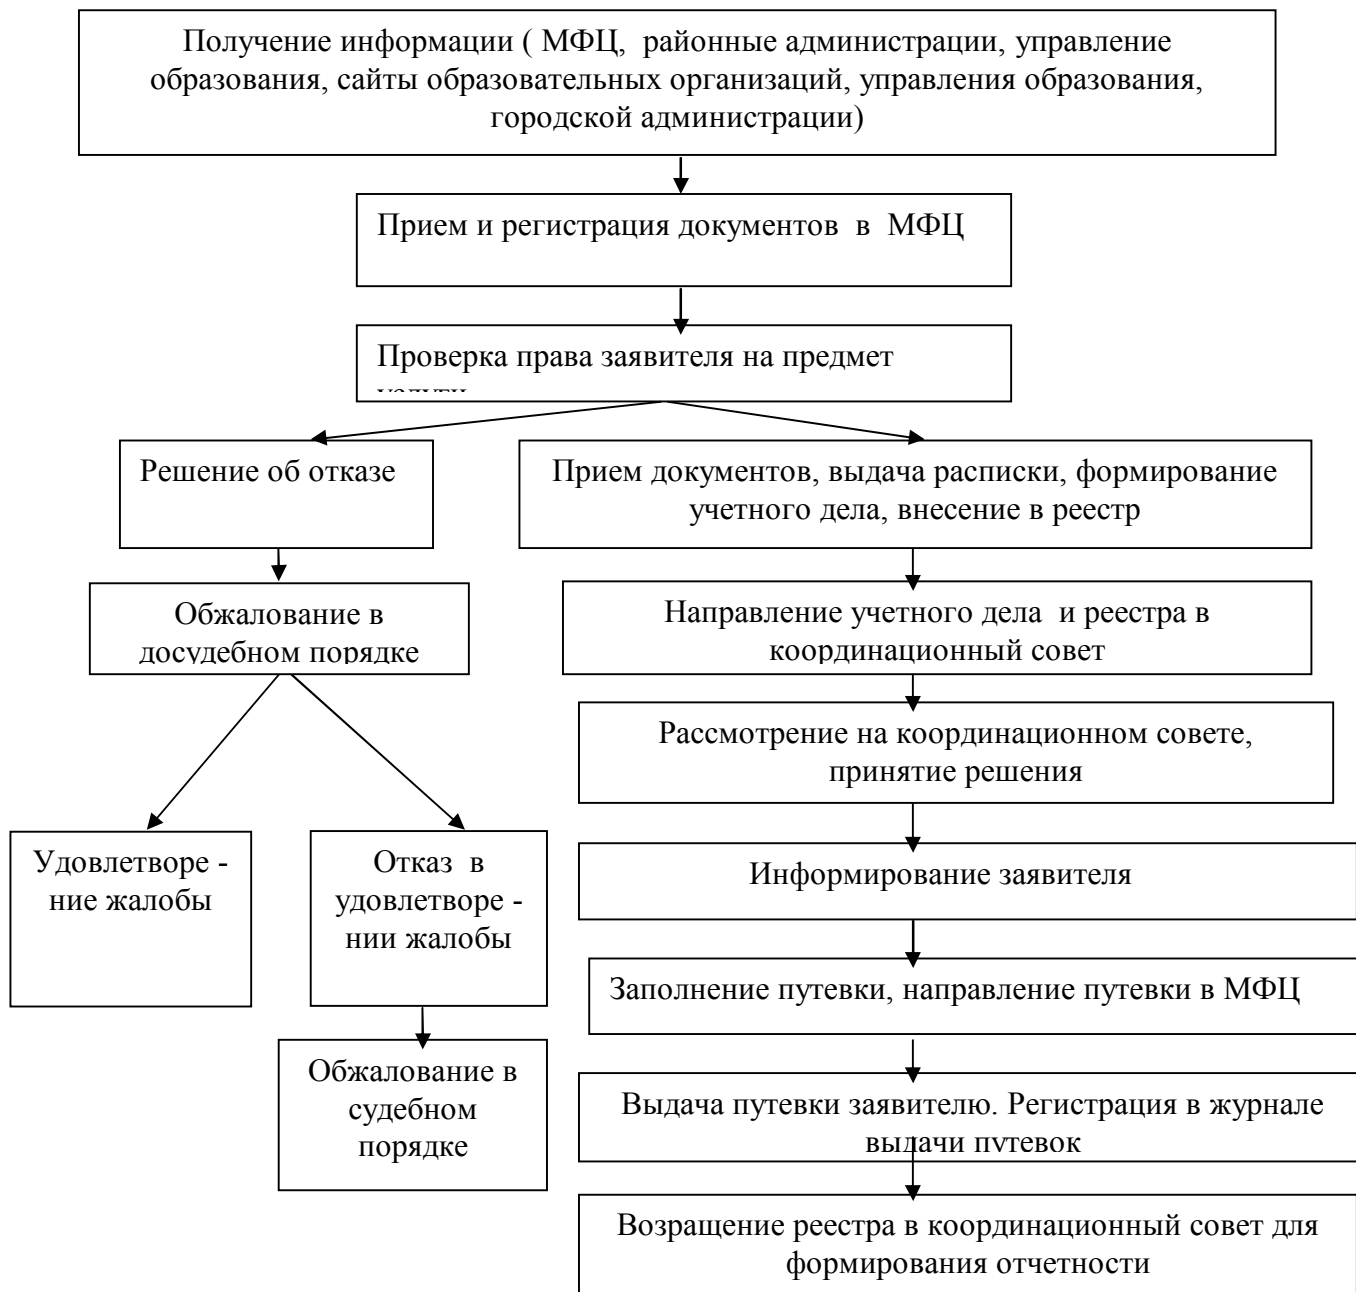 Получение информации ( МФЦ, районные администрации, управление
образования, сайты образовательных организаций, управления образования,
городской администрации)
Прием и регистрация документов в МФЦ
Проверка права заявителя на предмет
услуги
Решение об отказе
Прием документов, выдача расписки, формирование
учетного дела, внесение в реестр
Обжалование в
досудебном порядке
Направление учетного дела и реестра в
координационный совет
Рассмотрение на координационном совете,
принятие решения
Удовлетворе -
ние жалобы
Отказ в
удовлетворе -
нии жалобы
Информирование заявителя
Заполнение путевки, направление путевки в МФЦ
Обжалование в
судебном
порядке
Выдача путевки заявителю. Регистрация в журнале
выдачи путевок
Возращение реестра в координационный совет для
формирования отчетности